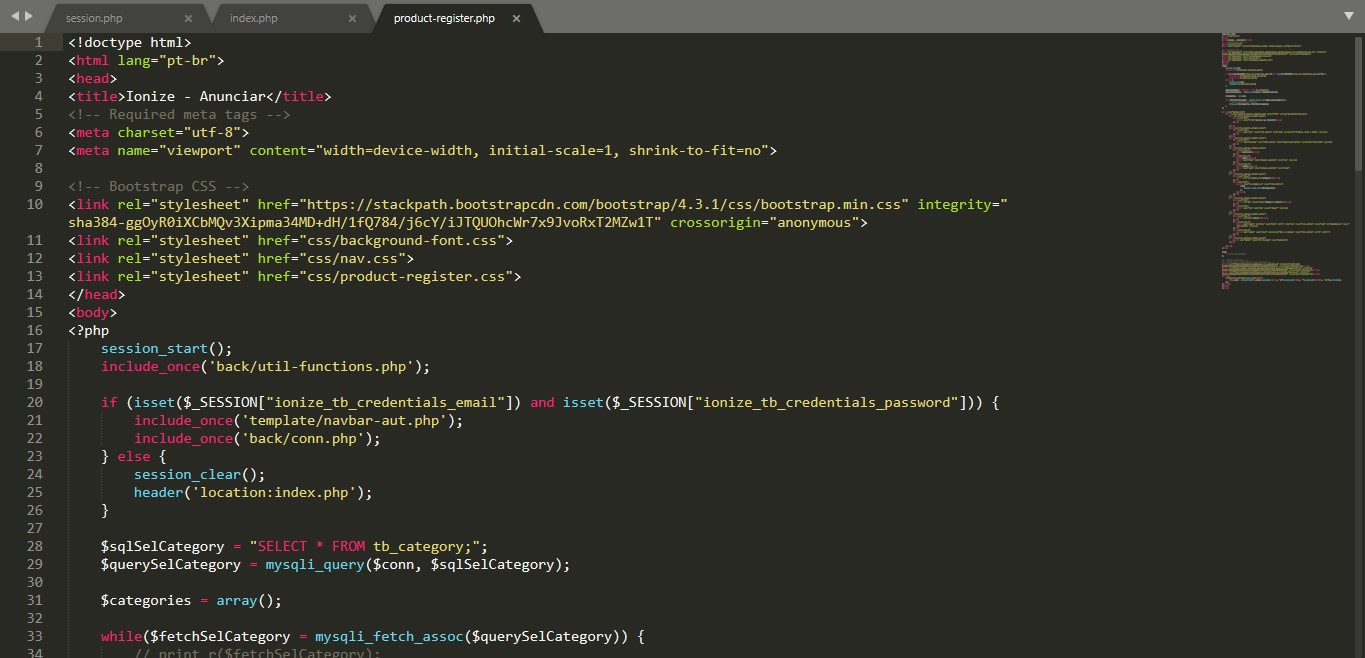 session.php × index.php × product-register.php ×
1 <!doctype html>
2 <html lang="pt-br">
3 <head>
4 <title>Ionize - Anunciar</title>
5 <!-- Required meta tags -->
6 <meta charset="utf-8">
7 <meta name="viewport" content="width=device-width, initial-scale=1, shrink-to-fit=no">
8
9 <!-- Bootstrap CSS -->
10 <link rel="stylesheet" href="https://stackpath.bootstrapcdn.com/bootstrap/4.3.1/css/bootstrap.min.css" integrity="
sha384-ggOyR0iXCbMQv3Xipma34MD+dH/1fQ784/j6cY/iJTQUOhcWr7x9JvoRxT2MZw1T" crossorigin="anonymous">
11 <link rel="stylesheet" href="css/background-font.css">
12 <link rel="stylesheet" href="css/nav.css">
13 <link rel="stylesheet" href="css/product-register.css">
14 </head>
15 <body>
16 <?php
17 session_start();
18 include_once('back/util-functions.php');
19
20 if (isset($_SESSION["ionize_tb_credentials_email"]) and isset($_SESSION["ionize_tb_credentials_password"])) {
21 include_once('template/navbar-aut.php');
22 include_once('back/conn.php');
23 } else {
24 session_clear();
25 header('location:index.php');
26 }
27
28 $sqlSelCategory = "SELECT * FROM tb_category;";
29 $querySelCategory = mysqli_query($conn, $sqlSelCategory);
30
31 $categories = array();
32
33 while($fetchSelCategory = mysqli_fetch_assoc($querySelCategory)) {
34 // print_r($fetchSelCategory);